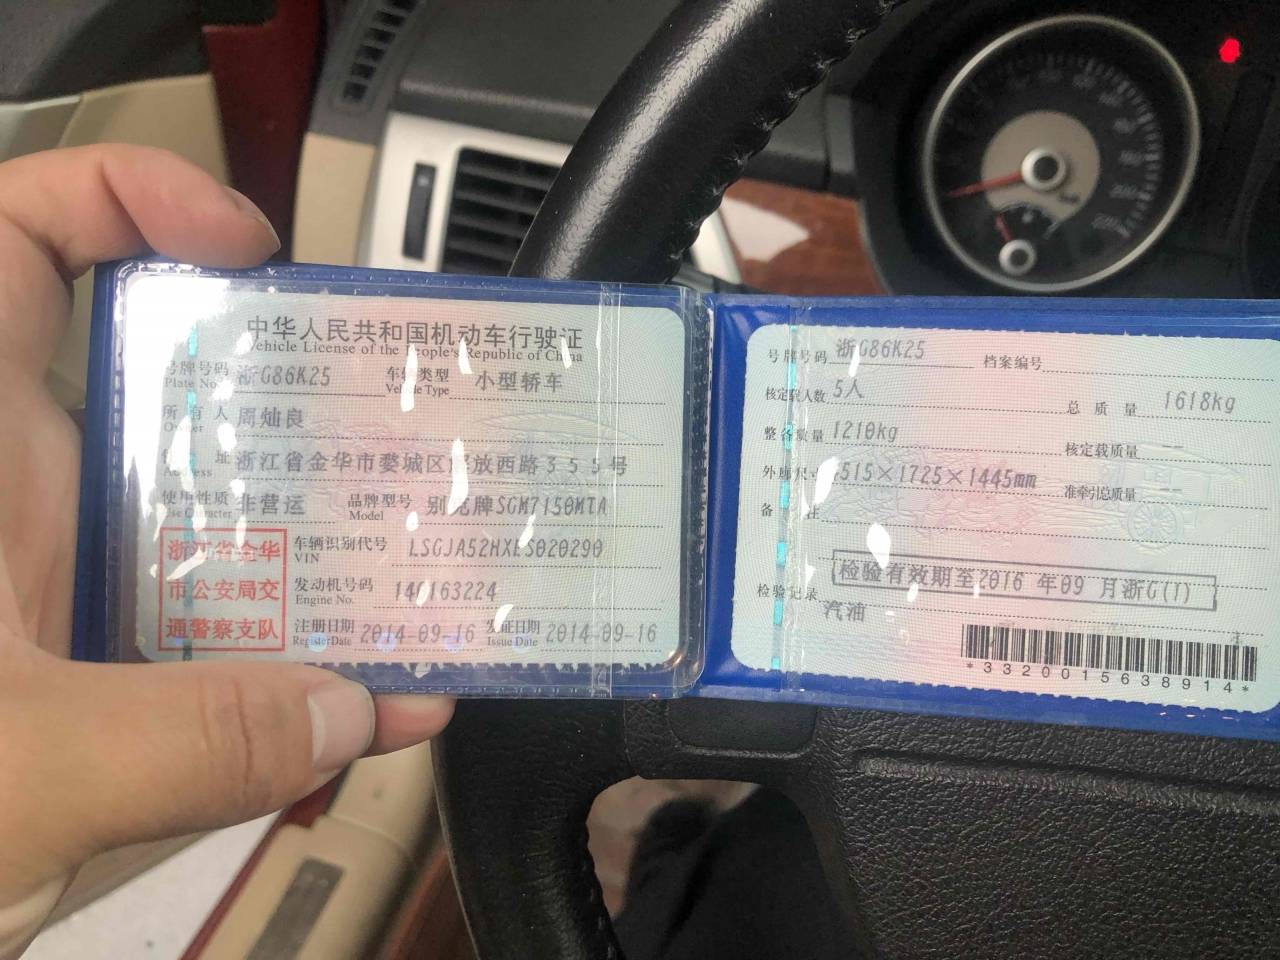 中华人民共和国机动车行驶证
Vehicle License of the People's Republic of China
号牌号码 浙G86K25 车辆类型 小型轿车
Plate No. Vehicle Type
所有人 周灿良
Owner
住址 浙江省金华市婺城区解放西路355号
Address
使用性质 非营运 品牌型号 别克牌SGM7150MTA
Use Character Model
浙江省金华
市公安局交
通警察支队
车辆识别代号 LSGJA52HXES020290
VIN
发动机号码 140163224
Engine No.
注册日期 2014-09-16 发证日期 2014-09-16
Register Date Issue Date
号牌号码 浙G86K25 档案编号
核定载人数 5人 总质量 1618kg
整备质量 1210kg 核定载质量 --
外廓尺寸 515×1725×1445mm 准牵引总质量 --
备注
检验有效期至2016年09月浙G(T)
检验记录
汽油
*3320015638914*